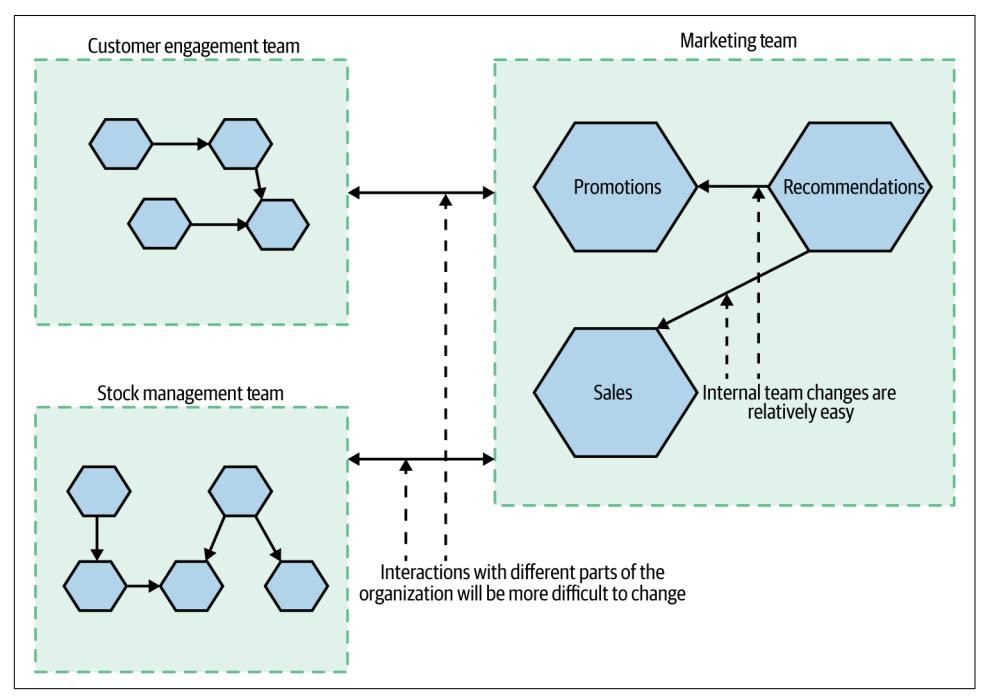 Customer engagement team
Marketing team
Promotions
Recommendations
Sales
Internal team changes are
relatively easy
Stock management team
Interactions with different parts of the
organization will be more difficult to change